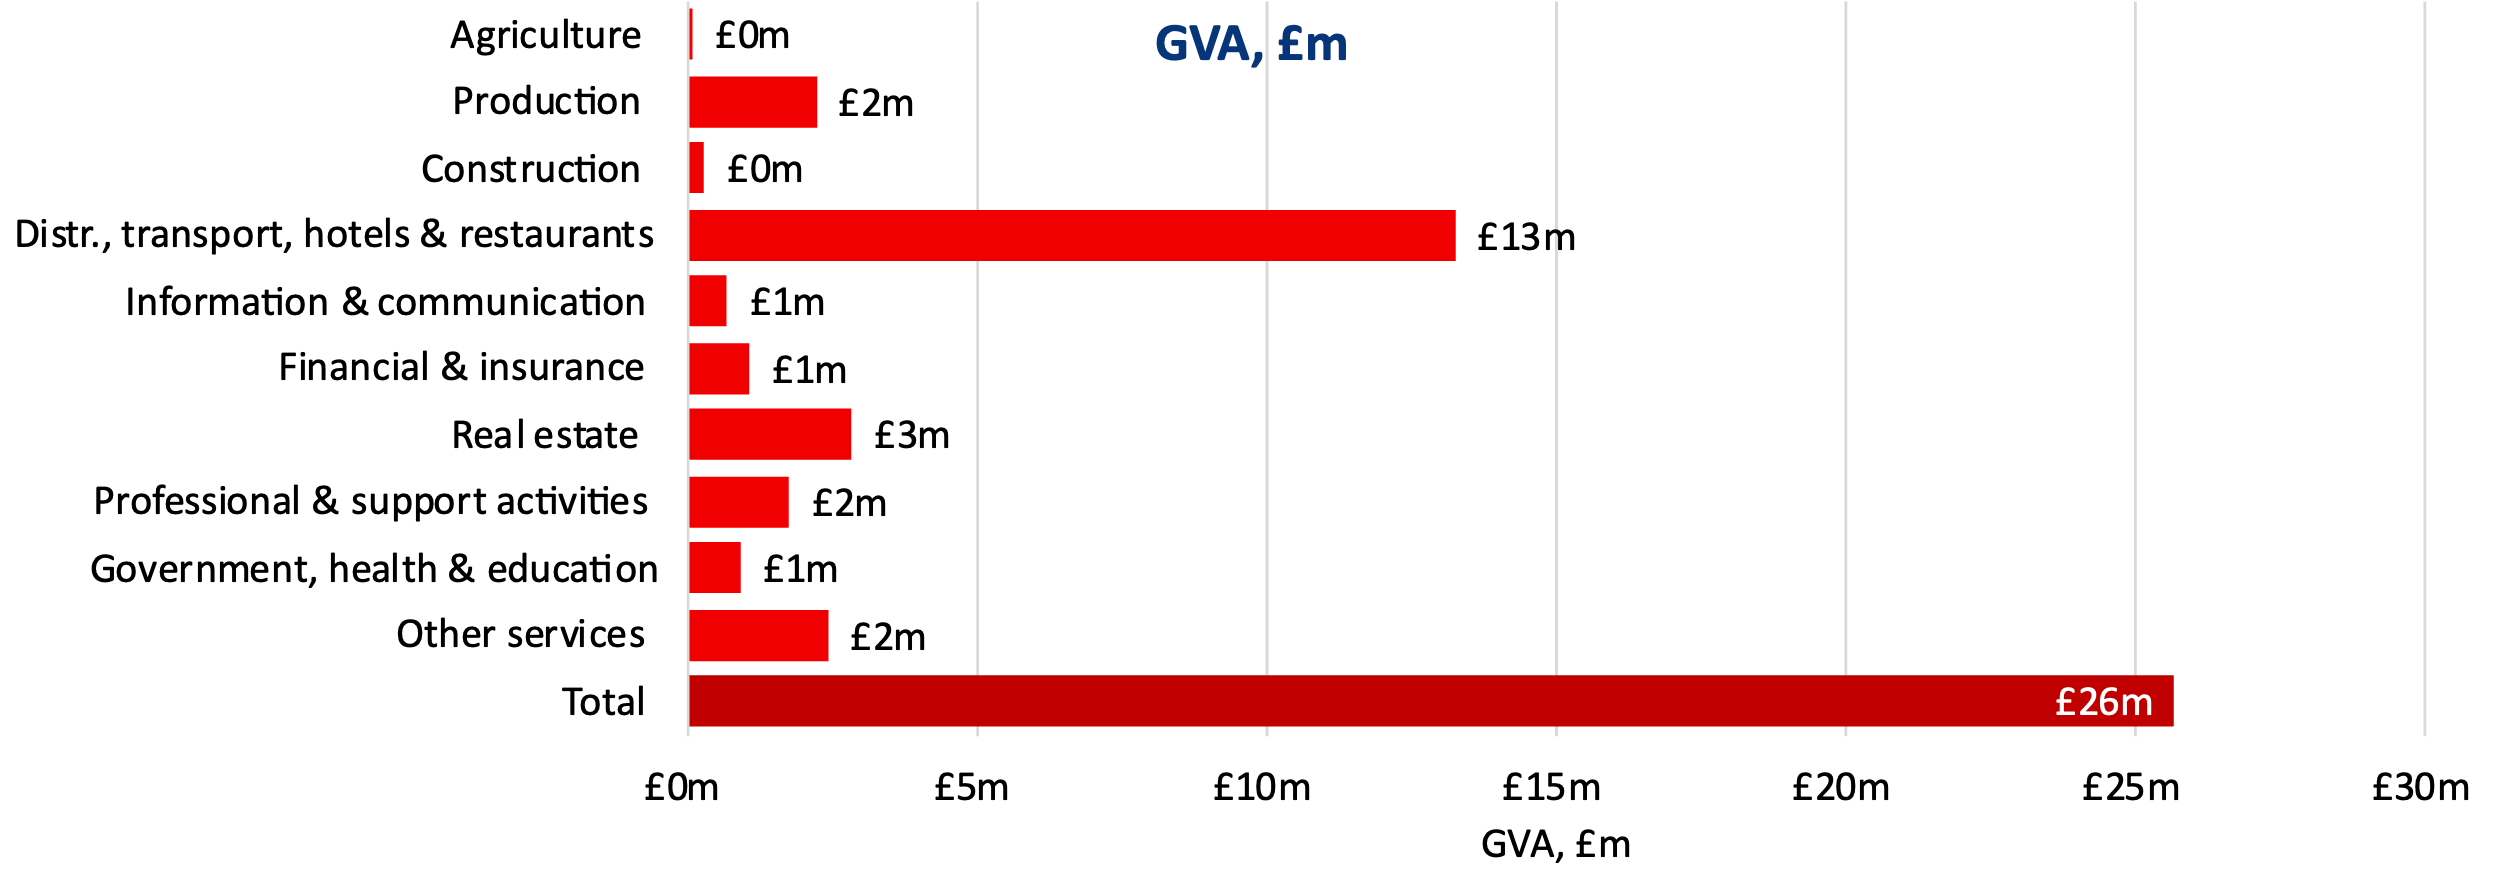 GVA, £m
Agriculture £0m
Production £2m
Construction £0m
Distr., transport, hotels & restaurants £13m
Information & communication £1m
Financial & insurance £1m
Real estate £3m
Professional & support activities £2m
Government, health & education £1m
Other services £2m
Total £26m
£0m £5m £10m £15m £20m £25m £30m
GVA, £m